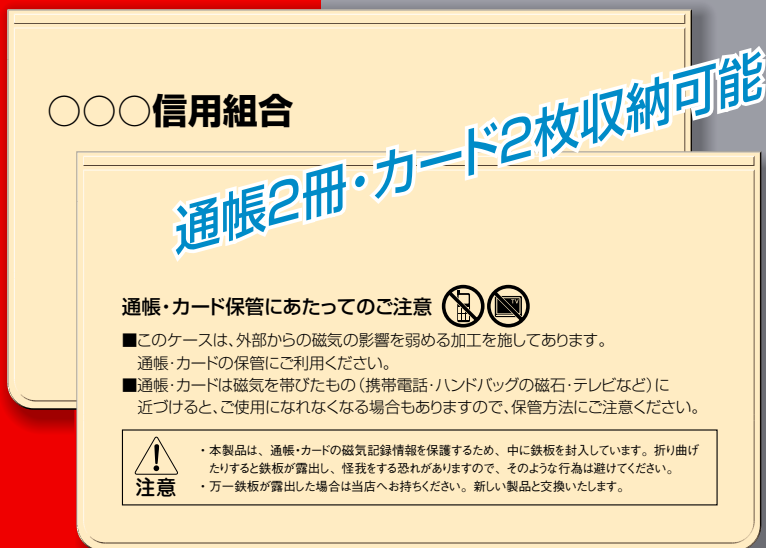 ○○○信用組合
通帳2冊・カード2枚収納可能
通帳・カード保管にあたってのご注意
■このケースは、外部からの磁気の影響を弱める加工を施してあります。
通帳・カードの保管にご利用ください。
■通帳・カードは磁気を帯びたもの(携帯電話・ハンドバッグの磁石・テレビなど)に
近づけると、ご使用になれなくなる場合もありますので、保管方法にご注意ください。
注意
・本製品は、通帳・カードの磁気記録情報を保護するため、中に鉄板を封入しています。折り曲げ
たりすると鉄板が露出し、怪我をする恐れがありますので、そのような行為は避けてください。
・万一鉄板が露出した場合は当店へお持ちください。新しい製品と交換いたします。